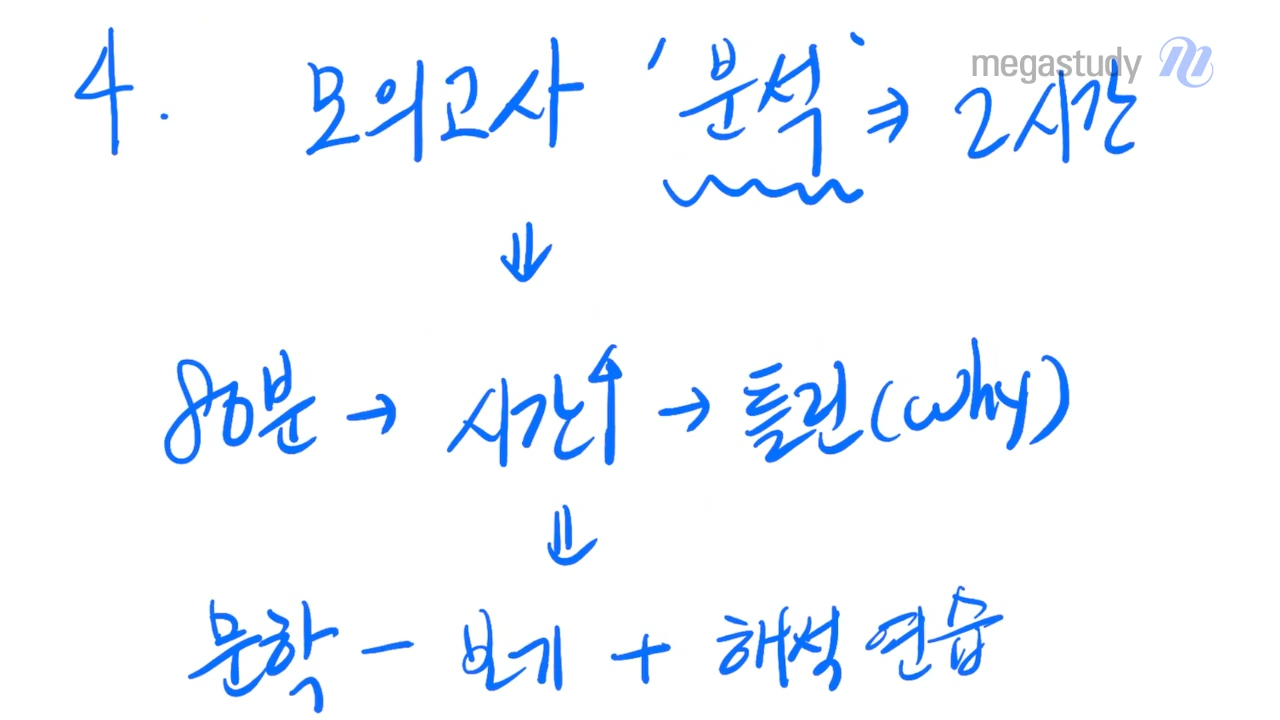 4. 모의고사 '분석' ⇒ 2시간
megastudy
⇓
80분 → 시간↑ → 틀린(why)
⇓
문학 - 보기 + 해석 연습